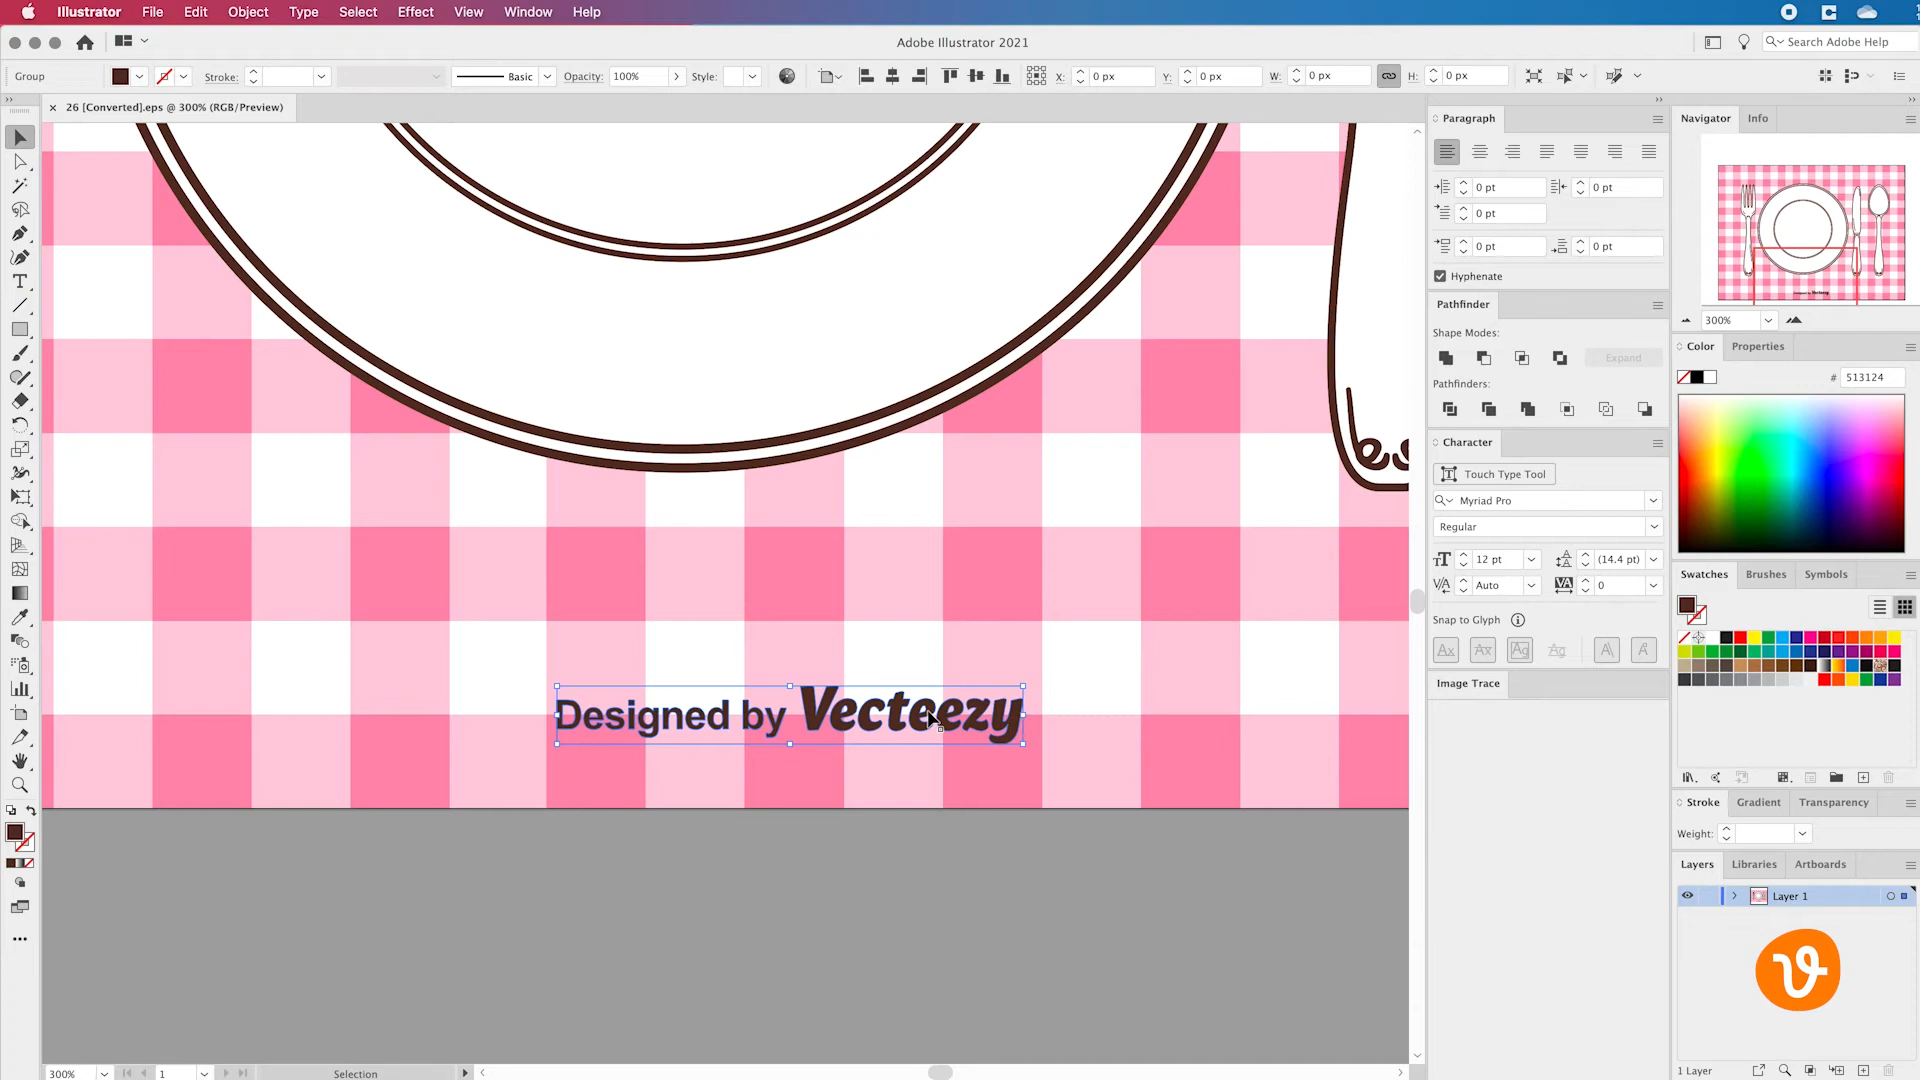 Illustrator File Edit Object Type Select Effect View Window Help
Adobe Illustrator 2021
Search Adobe Help
Group Stroke: Basic Opacity: 100% Style: X: 0 px Y: 0 px W: 0 px H: 0 px
26 [Converted].eps @ 300% (RGB/Preview)
Designed by Vecteezy
300% 1 Selection
Paragraph
0 pt 0 pt
0 pt
0 pt 0 pt
Hyphenate
Pathfinder
Shape Modes:
Expand
Pathfinders:
Character
Touch Type Tool
Myriad Pro
Regular
12 pt (14.4 pt)
Auto 0
Snap to Glyph
Image Trace
Navigator Info
Designed by Vecteezy
300%
Color Properties
# 513124
Swatches Brushes Symbols
Stroke Gradient Transparency
Weight:
Layers Libraries Artboards
Layer 1
1 Layer